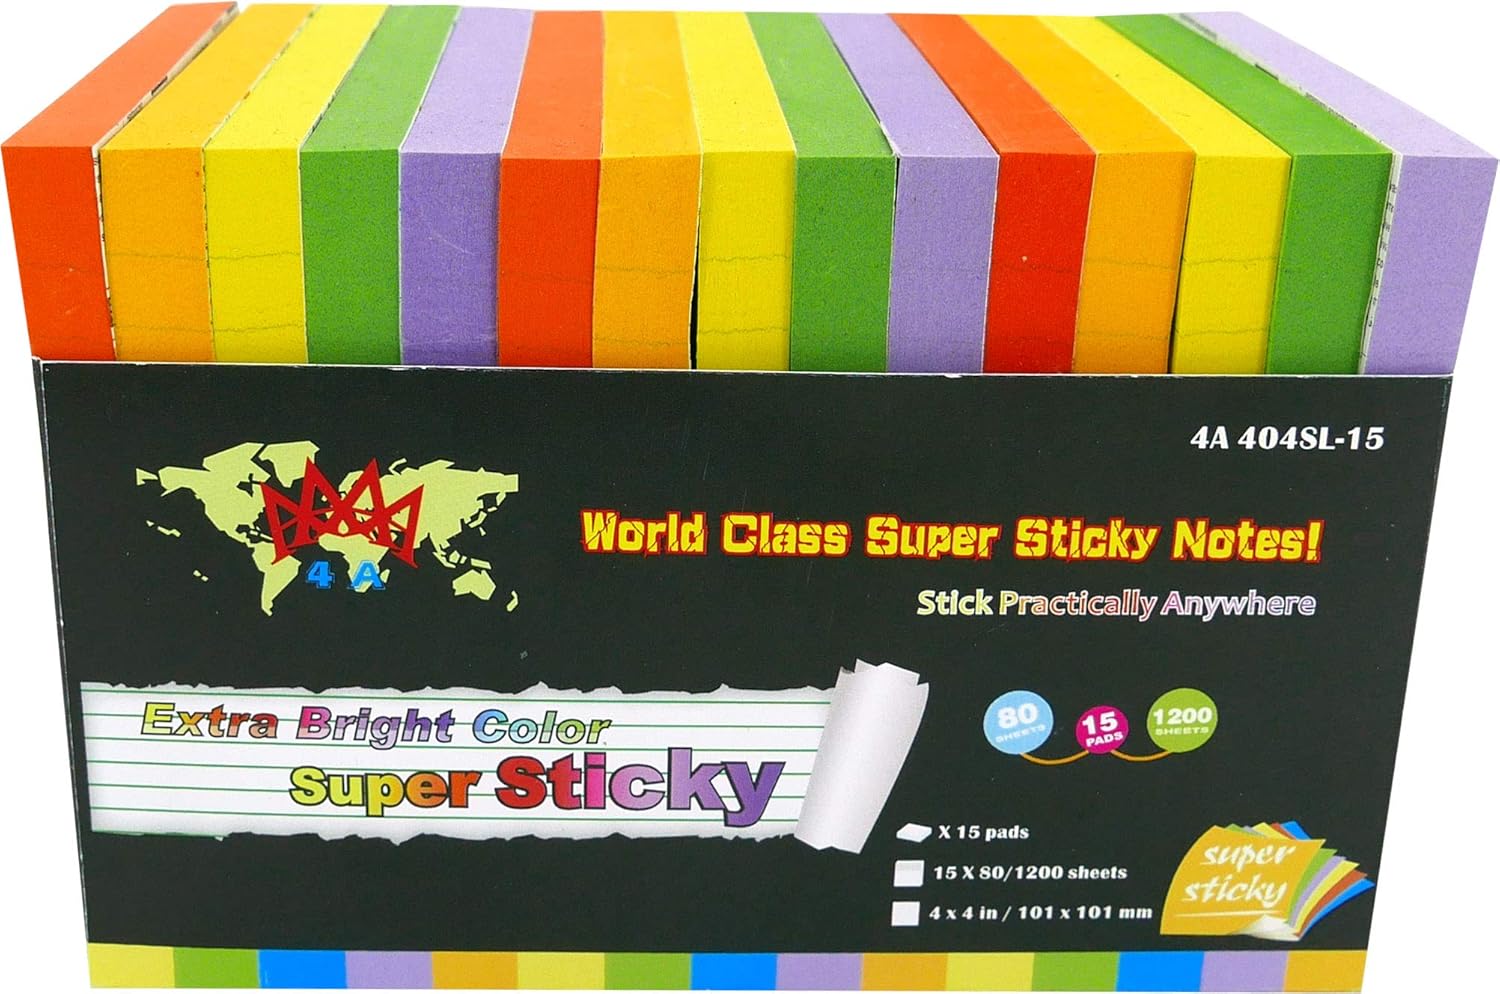 4A 404SL-15
4 A
World Class Super Sticky Notes!
Stick Practically Anywhere
Extra Bright Color
Super Sticky
80
SHEETS
15
PADS
1200
SHEETS
X 15 pads
15 X 80/1200 sheets
4 x 4 in / 101 x 101 mm
super
sticky